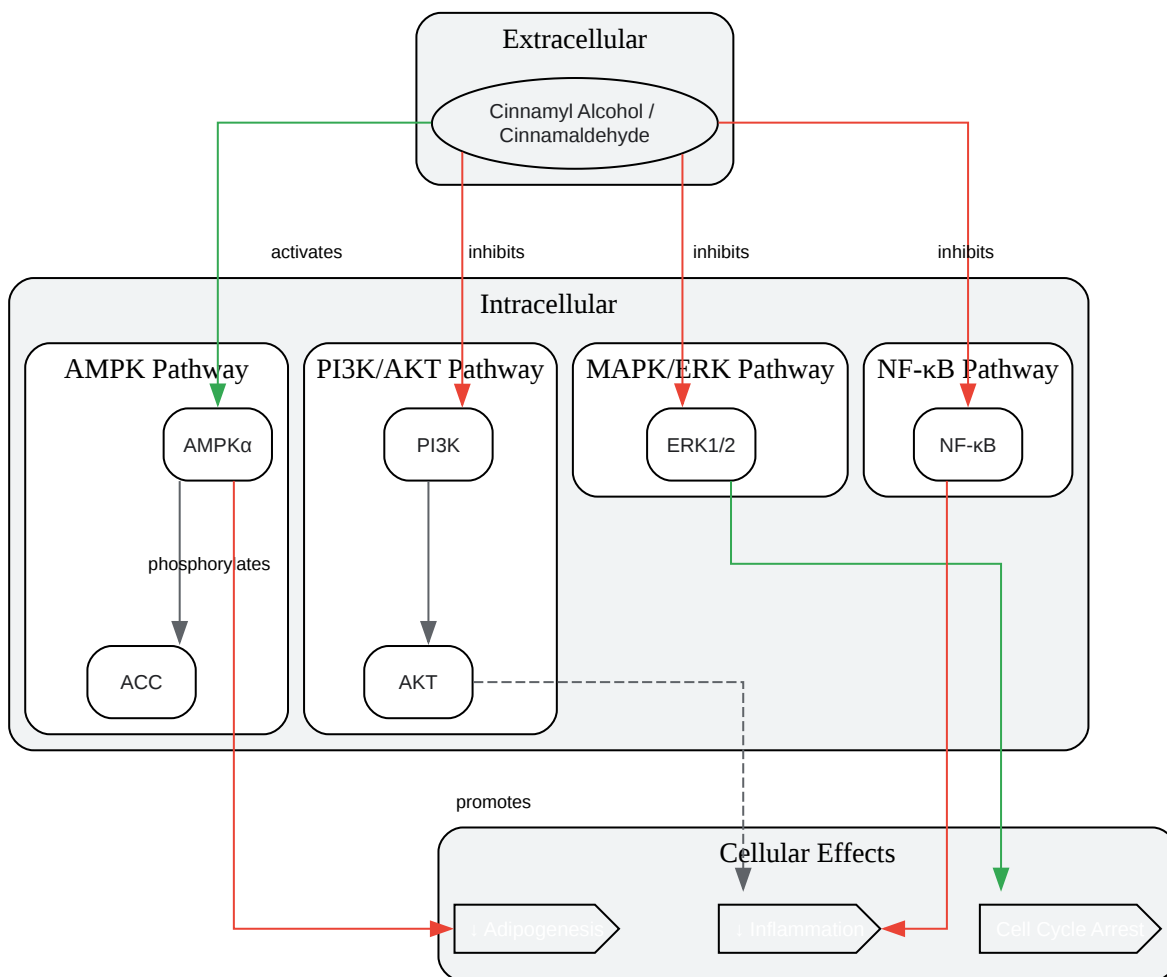 Extracellular
Cinnamyl Alcohol /
Cinnamaldehyde
activates
inhibits
inhibits
inhibits
Intracellular
AMPK Pathway
PI3K/AKT Pathway
MAPK/ERK Pathway
NF-κB Pathway
AMPKα
PI3K
ERK1/2
NF-κB
phosphorylates
ACC
AKT
promotes
Cellular Effects
↓ Adipogenesis
↓ Inflammation
Cell Cycle Arrest